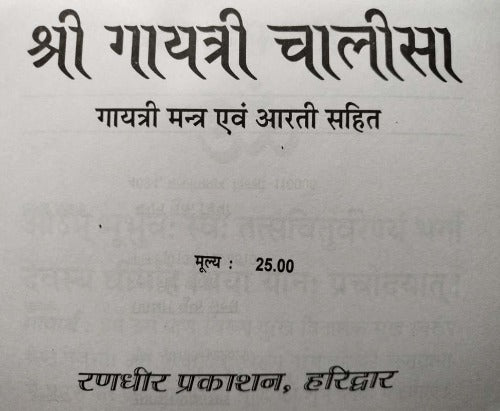 श्री गायत्री चालीसा
गायत्री मन्त्र एवं आरती सहित
मूल्य : 25.00
रणधीर प्रकाशन, हरिद्वार